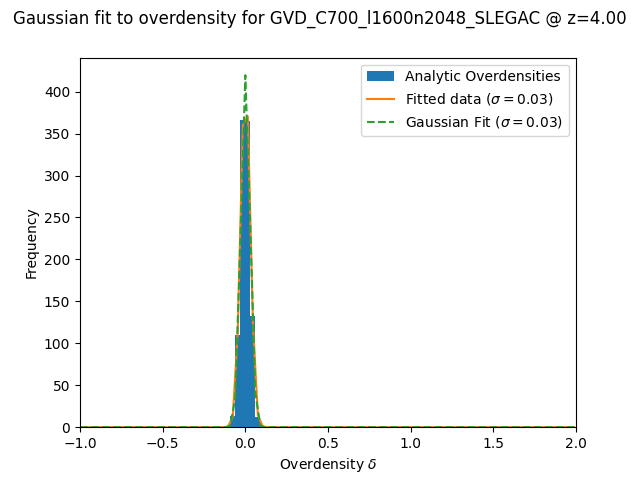 Gaussian fit to overdensity for GVD_C700_l1600n2048_SLEGAC @ z=4.00
Analytic Overdensities
Fitted data (σ = 0.03)
Gaussian Fit (σ = 0.03)
Frequency
400
350
300
250
200
150
100
50
0
−1.0 −0.5 0.0 0.5 1.0 1.5 2.0
Overdensity δ